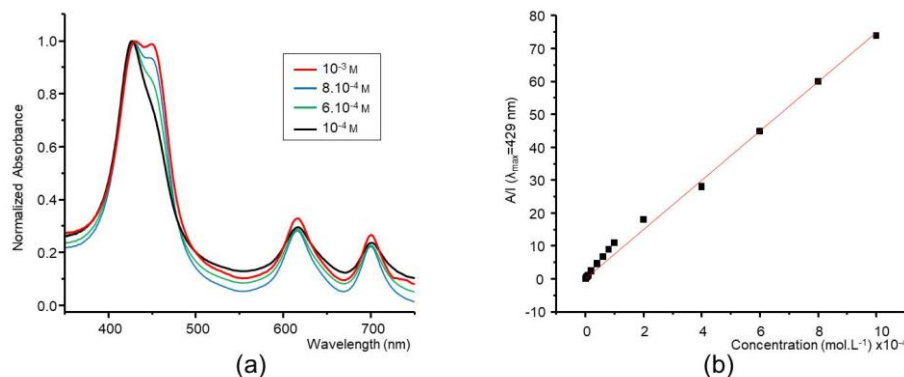 1.0
0.8
0.6
0.4
0.2
0.0
Normalized Absorbance
400
500
600
700
Wavelength (nm)
10⁻³ M
8.10⁻⁴ M
6.10⁻⁴ M
10⁻⁴ M
(a)
80
70
60
50
40
30
20
10
0
-10
A/l (λmax=429 nm)
0
2
4
6
8
10
Concentration (mol.L⁻¹) x10⁻
(b)